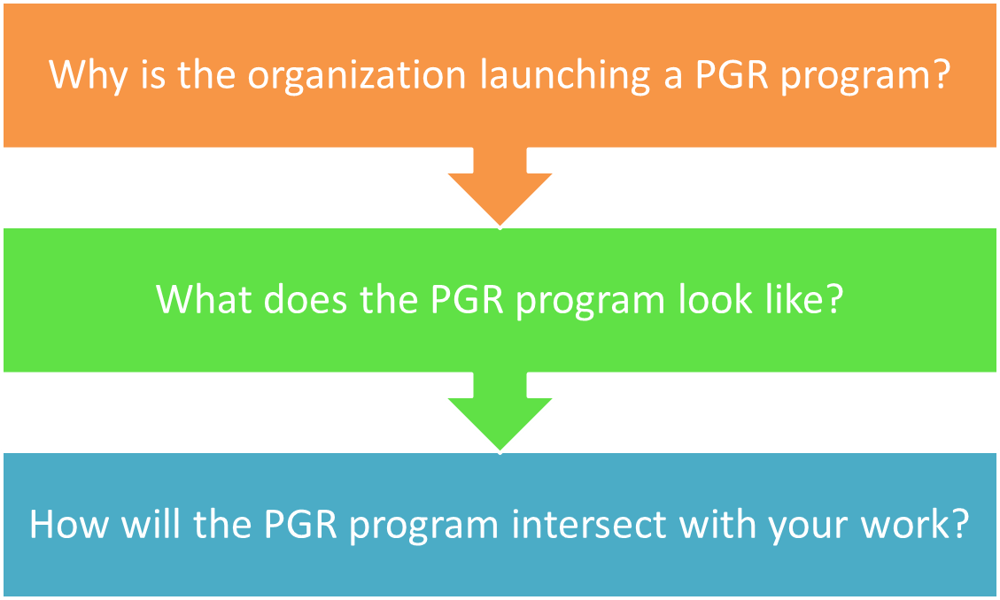 Why is the organization launching a PGR program?
What does the PGR program look like?
How will the PGR program intersect with your work?